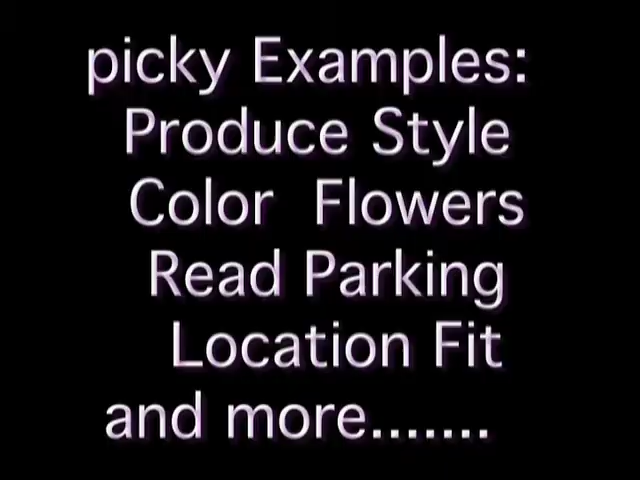 picky Examples:
Produce Style
Color Flowers
Read Parking
Location Fit
and more.......